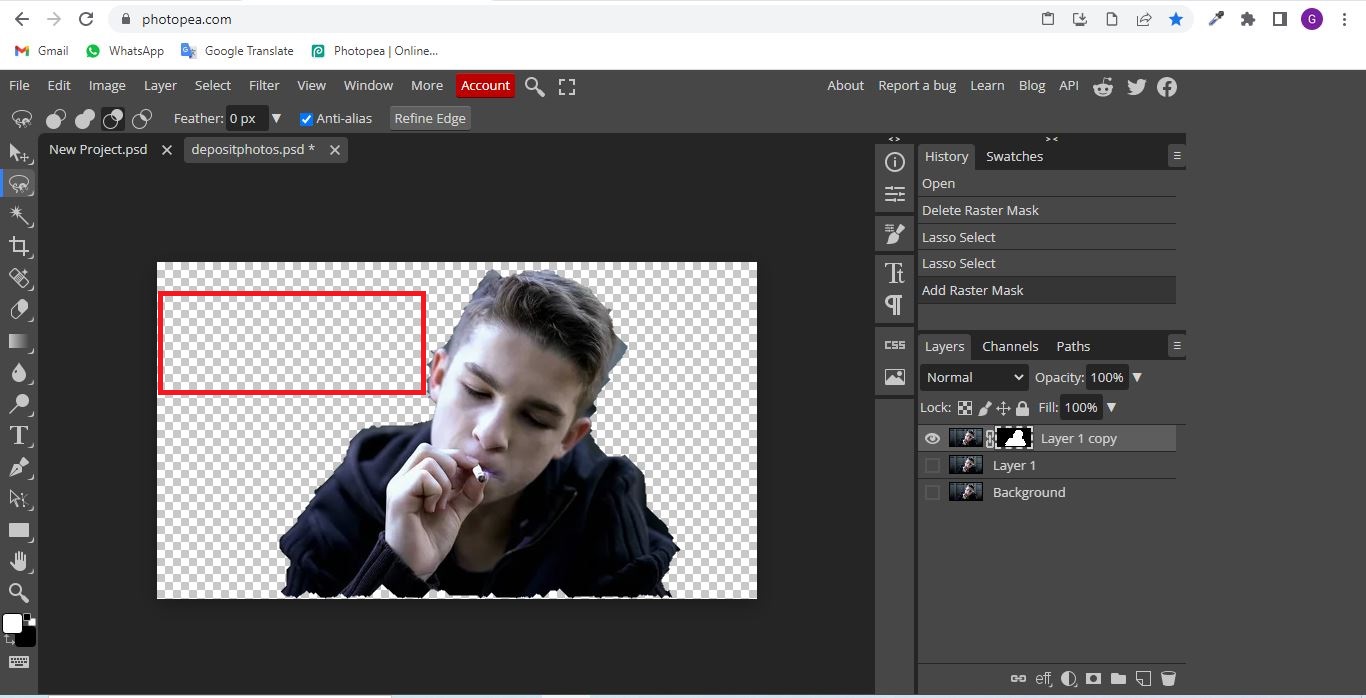 photopea.com
G
Gmail WhatsApp Google Translate Photopea | Online...
File Edit Image Layer Select Filter View Window More Account About Report a bug Learn Blog API
Feather: 0 px Anti-alias Refine Edge
New Project.psd depositphotos.psd *
History Swatches
Open
Delete Raster Mask
Lasso Select
Lasso Select
Add Raster Mask
CSS
Layers Channels Paths
Normal Opacity: 100%
Lock: Fill: 100%
Layer 1 copy
Layer 1
Background
eff